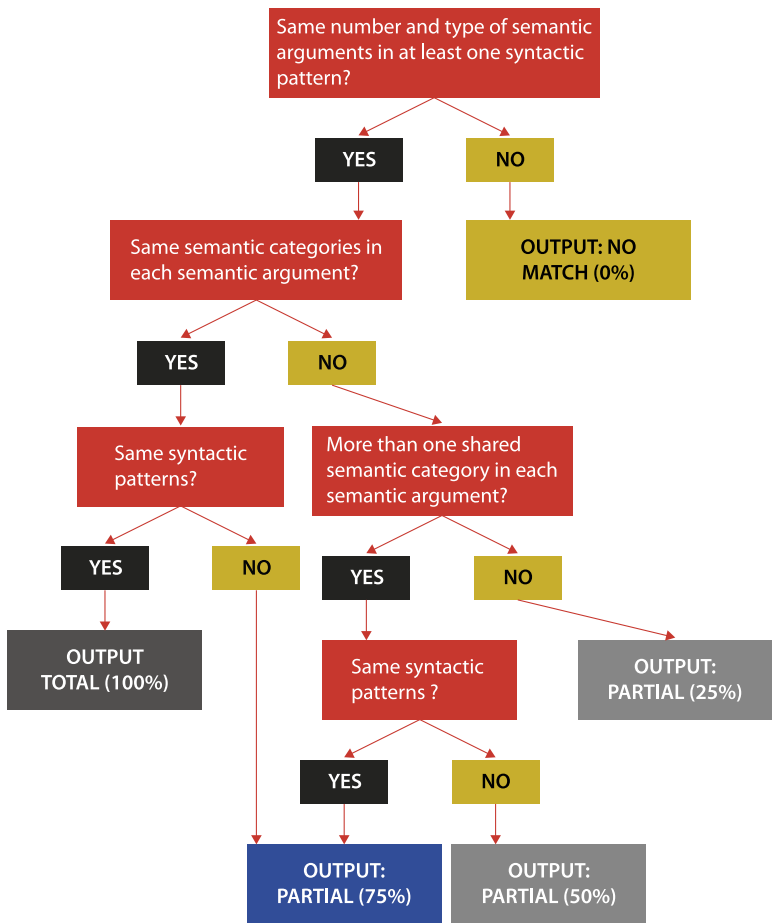 Same number and type of semantic
arguments in at least one syntactic
pattern?
YES
NO
Same semantic categories in
each semantic argument?
OUTPUT: NO
MATCH (0%)
YES
NO
Same syntactic
patterns?
More than one shared
semantic category in each
semantic argument?
YES
NO
YES
NO
OUTPUT
TOTAL (100%)
Same syntactic
patterns ?
OUTPUT:
PARTIAL (25%)
YES
NO
OUTPUT:
PARTIAL (75%)
OUTPUT:
PARTIAL (50%)